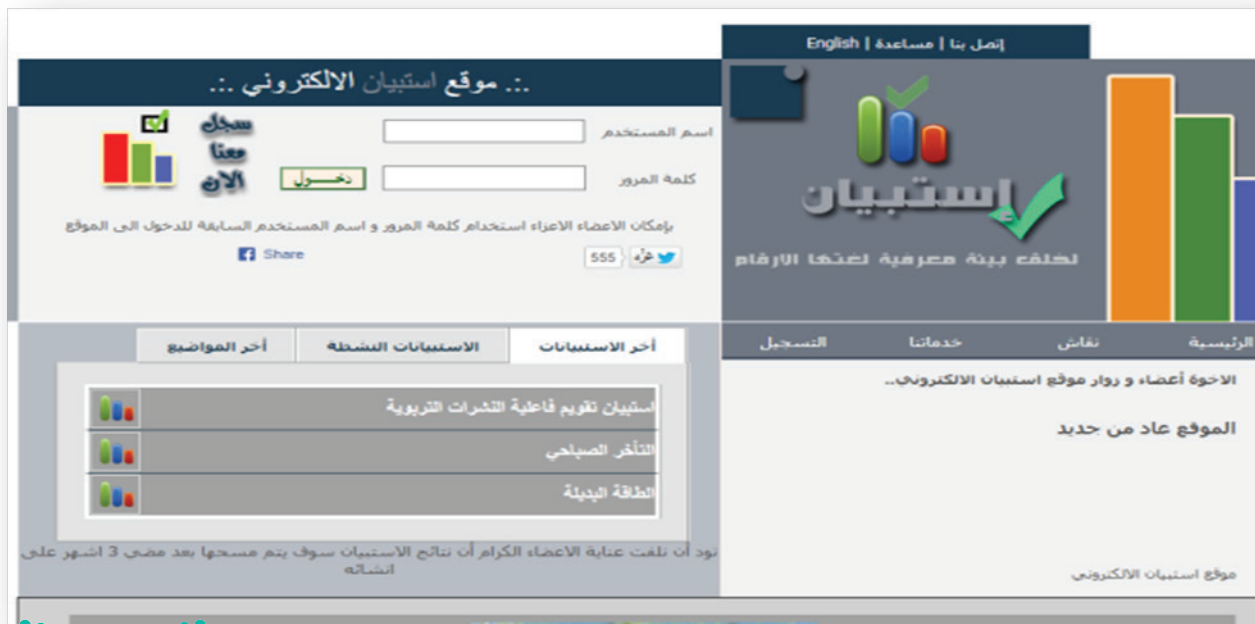 إتصل بنا | مساعدة | English
إستبيان
لخلق بيئة معرفية لغتها الارقام
الرئيسية نقاش خدماتنا التسجيل
الاخوة أعضاء و زوار موقع استبيان الالكتروني..
الموقع عاد من جديد
موقع استبيان الالكتروني
.:. موقع استبيان الالكتروني .:.
اسم المستخدم
كلمة المرور دخـــول
سجل
معنا
الان
بإمكان الاعضاء الاعزاء استخدام كلمة المرور و اسم المستخدم السابقة للدخول الى الموقع
غرّد 555 Share
أخر الاستبيانات الاستبيانات النشطة أخر المواضيع
استبيان تقويم فاعلية النشرات التربوية
التأخر الصباحي
الطاقة البديلة
نود أن نلفت عناية الاعضاء الكرام أن نتائج الاستبيان سوف يتم مسحها بعد مضي 3 اشهر على
انشائه